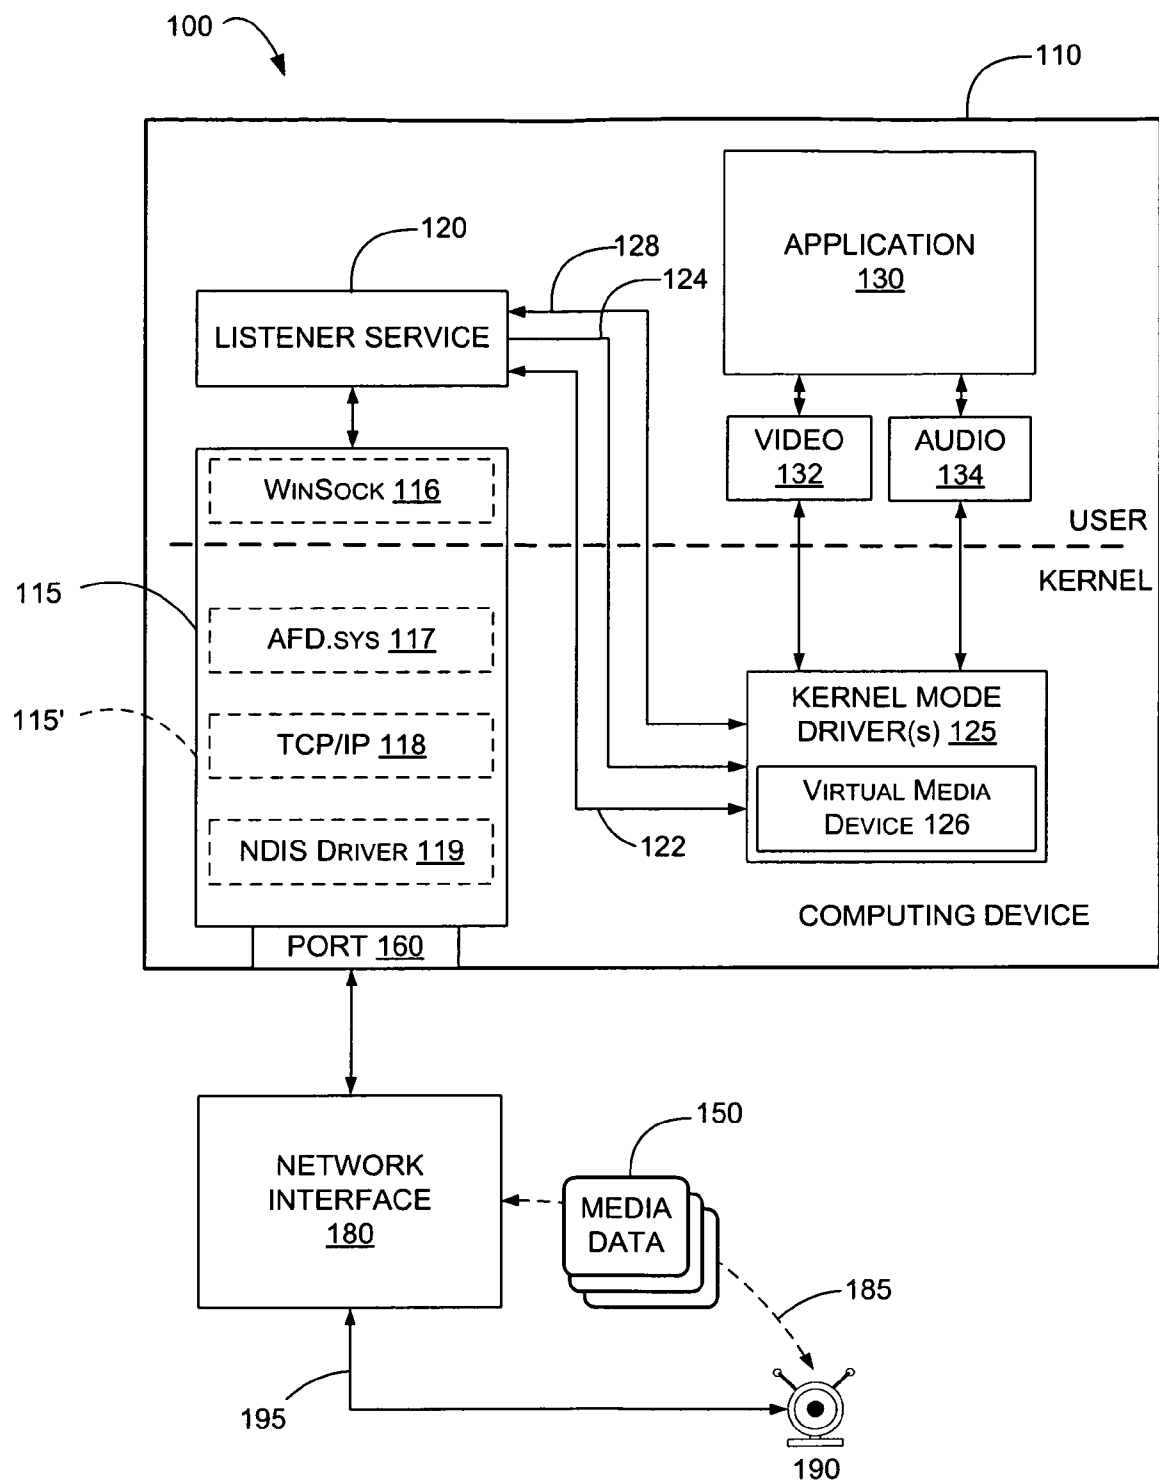 100
110
120
128
124
APPLICATION
130
LISTENER SERVICE
VIDEO
132
AUDIO
134
WINSOCK 116
USER
KERNEL
115
AFD.SYS 117
115'
TCP/IP 118
KERNEL MODE
DRIVER(s) 125
VIRTUAL MEDIA
DEVICE 126
NDIS DRIVER 119
122
COMPUTING DEVICE
PORT 160
150
NETWORK
INTERFACE
180
MEDIA
DATA
185
195
190